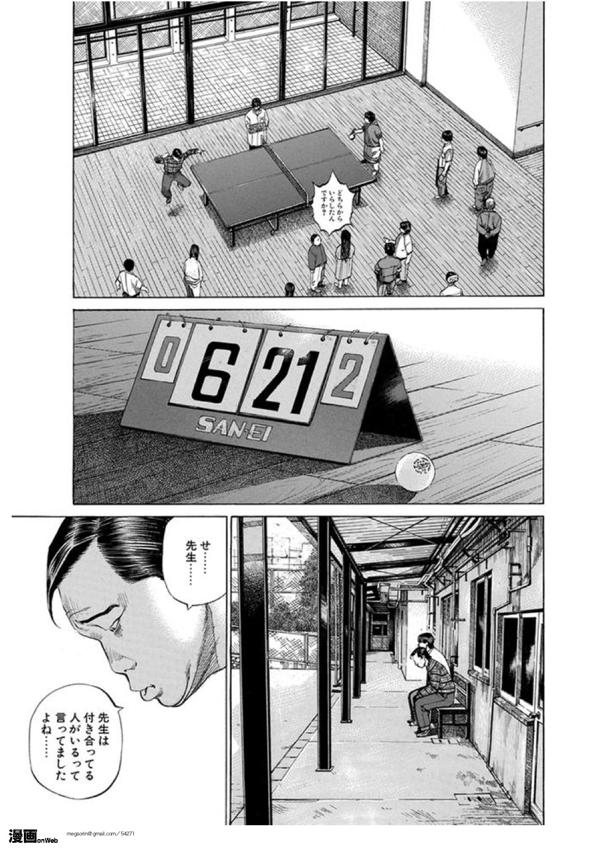 どちらから
いらしたん
ですか？
0 6 21 2
SAN-EI
せ……
先生……
先生は
付き合ってる
人がいるって
言ってました
よね……
漫画onWeb
megaorin@gmail.com/54271